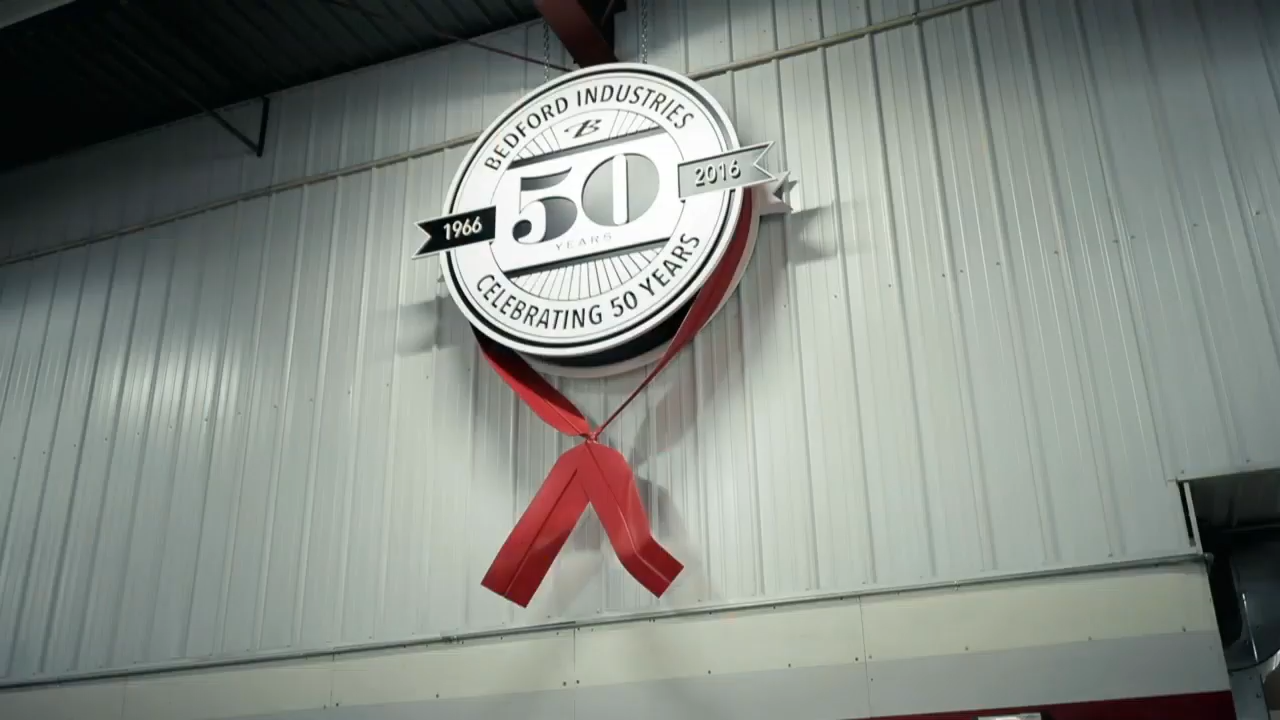 BEDFORD INDUSTRIES
B
50
YEARS
1966
2016
CELEBRATING 50 YEARS